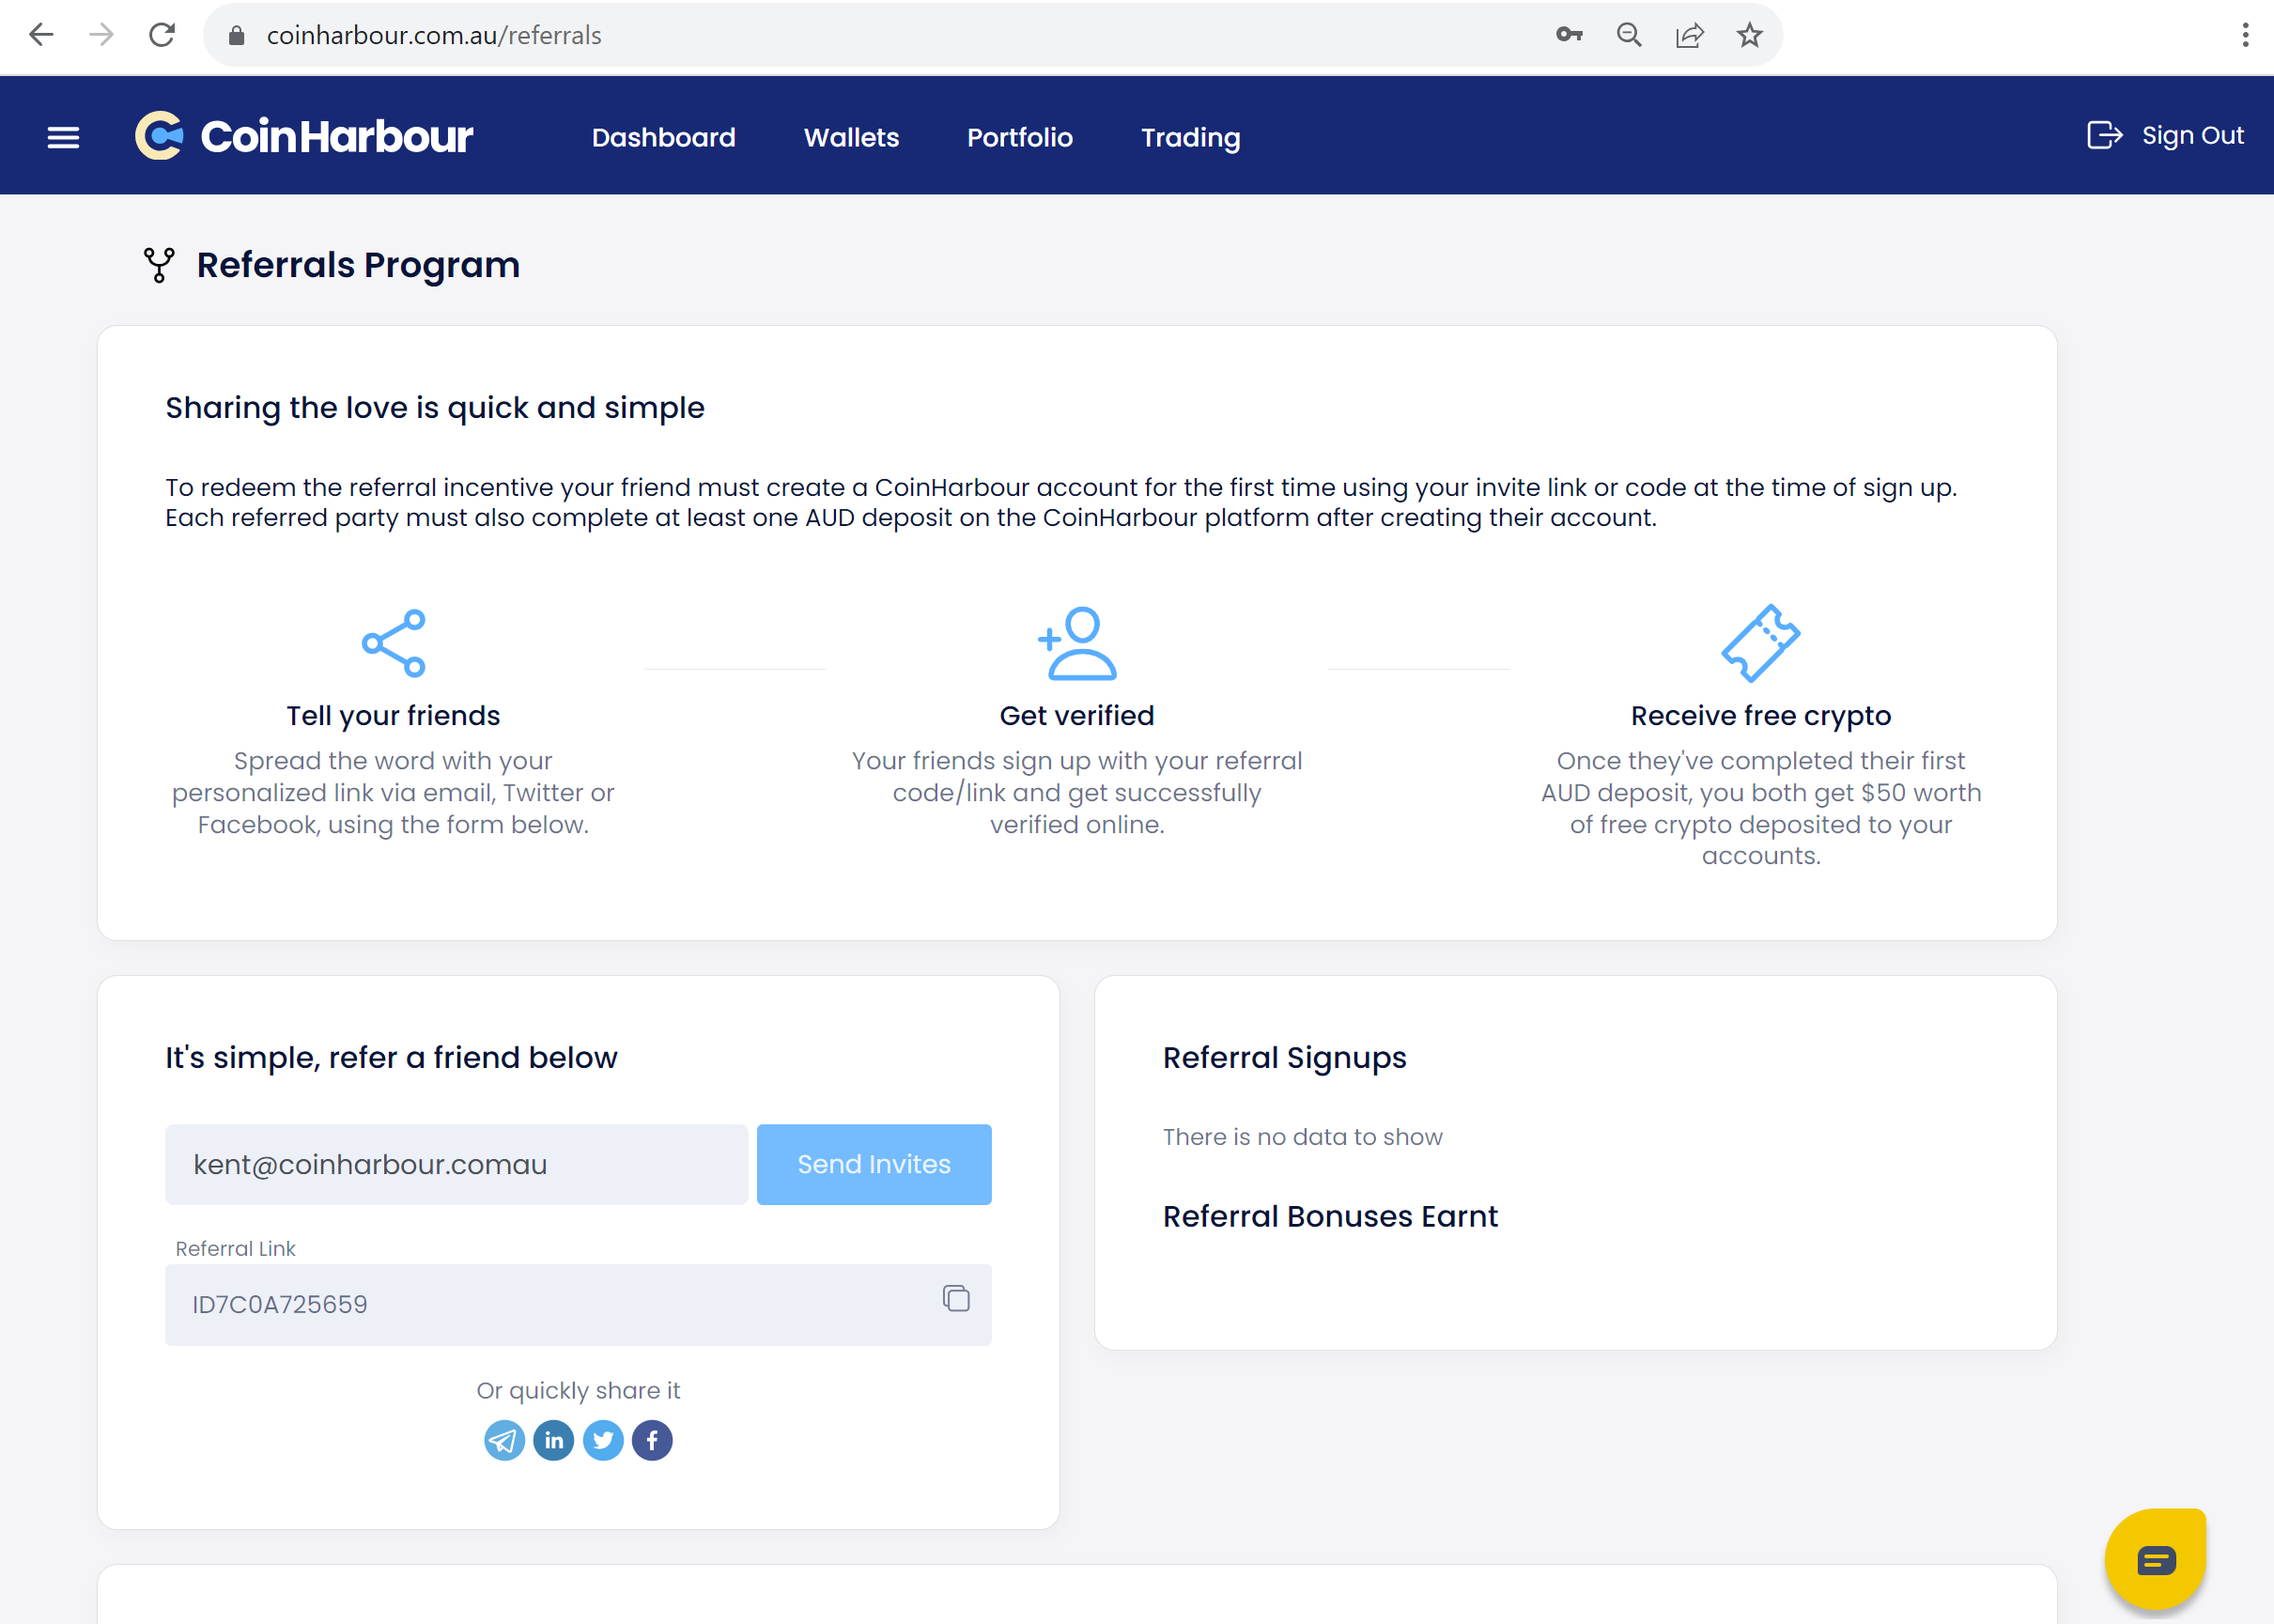 coinharbour.com.au/referrals
CoinHarbour
Dashboard
Wallets
Portfolio
Trading
Sign Out
Referrals Program
Sharing the love is quick and simple
To redeem the referral incentive your friend must create a CoinHarbour account for the first time using your invite link or code at the time of sign up.
Each referred party must also complete at least one AUD deposit on the CoinHarbour platform after creating their account.
Tell your friends
Spread the word with your
personalized link via email, Twitter or
Facebook, using the form below.
Get verified
Your friends sign up with your referral
code/link and get successfully
verified online.
Receive free crypto
Once they've completed their first
AUD deposit, you both get $50 worth
of free crypto deposited to your
accounts.
It's simple, refer a friend below
kent@coinharbour.comau
Send Invites
Referral Link
ID7C0A725659
Or quickly share it
in
f
Referral Signups
There is no data to show
Referral Bonuses Earnt